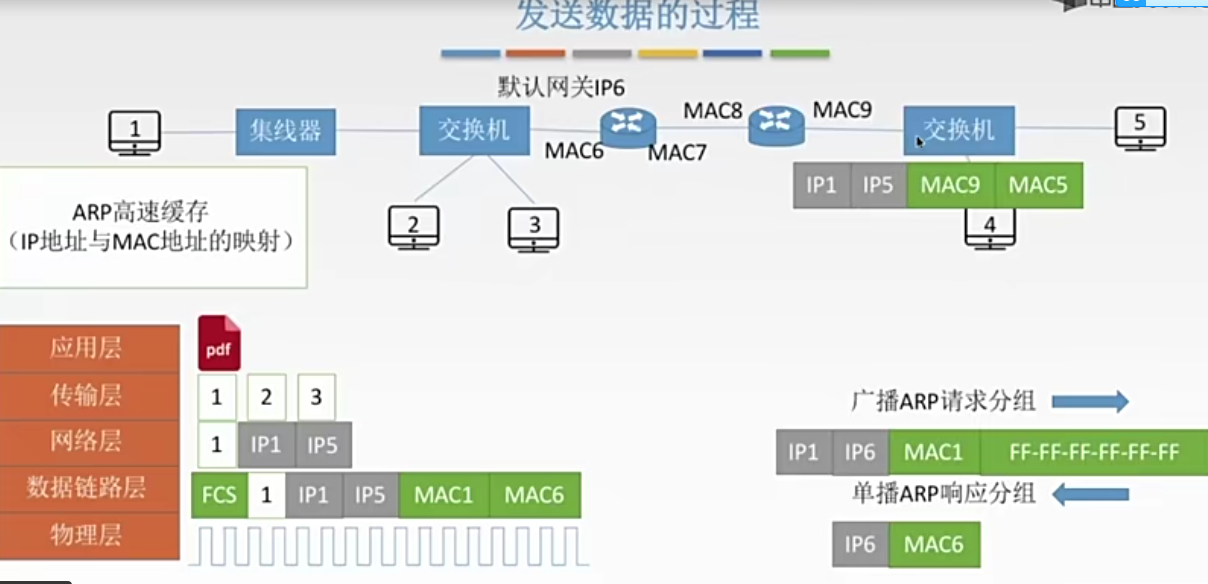 发送数据的过程
默认网关IP6
1
集线器
交换机
MAC6
MAC7
MAC8
MAC9
交换机
5
IP1 IP5 MAC9 MAC5
2
3
4
ARP高速缓存
（IP地址与MAC地址的映射）
应用层
pdf
传输层
1 2 3
网络层
1 IP1 IP5
数据链路层
FCS 1 IP1 IP5 MAC1 MAC6
物理层
广播ARP请求分组
IP1 IP6 MAC1 FF-FF-FF-FF-FF-FF
单播ARP响应分组
IP6 MAC6